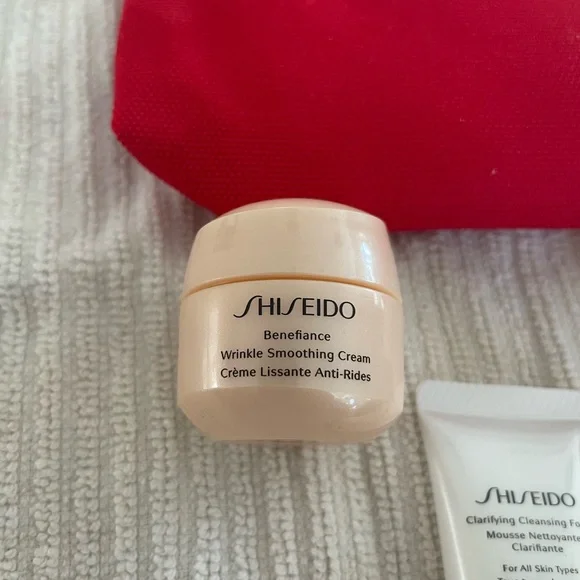 SHISEIDO
Benefiance
Wrinkle Smoothing Cream
Crème Lissante Anti-Rides
SHISEIDO
Clarifying Cleansing
Mousse Nettoyante
Clarifiante
For All Skin Types